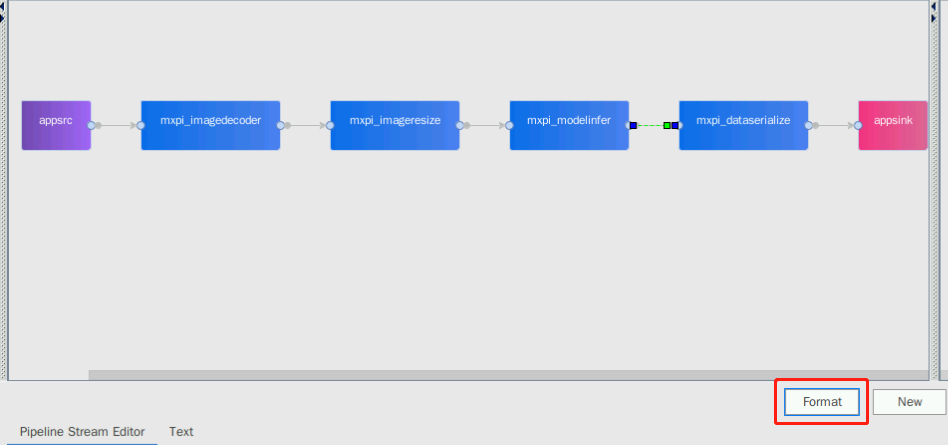 appsrc mxpi_imagedecoder mxpi_imageresize mxpi_modelinfer mxpi_dataserialize appsink
Format New
Pipeline Stream Editor Text